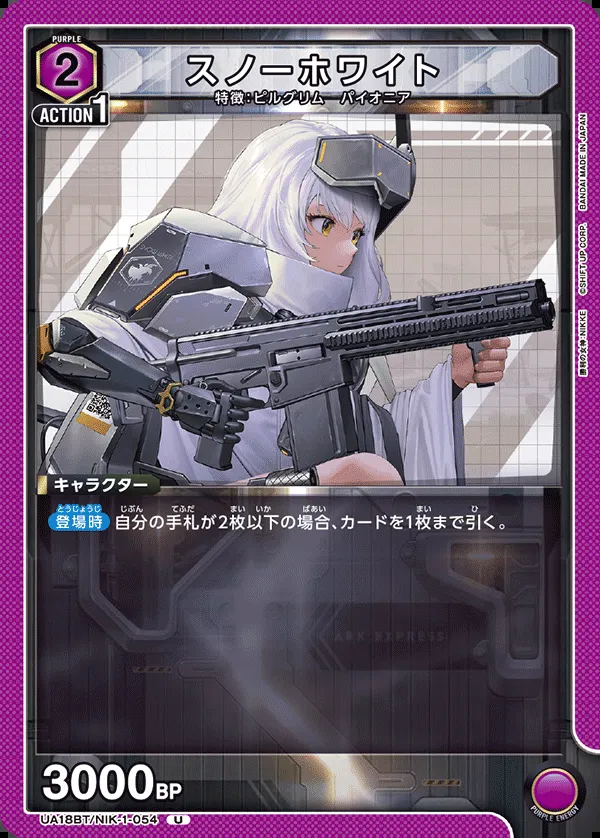 PURPLE
2
ACTION 1
スノーホワイト
特徴：ピルグリム　パイオニア
BANDAI MADE IN JAPAN
©SHIFT UP CORP.
勝利の女神：NIKKE
キャラクター
とうじょうじ じぶん てふだ まい いか ばあい まい ひ
登場時 自分の手札が2枚以下の場合、カードを1枚まで引く。
ARK EXPRESS
3000BP
UA18BT/NIK-1-054 U
PURPLE ENERGY